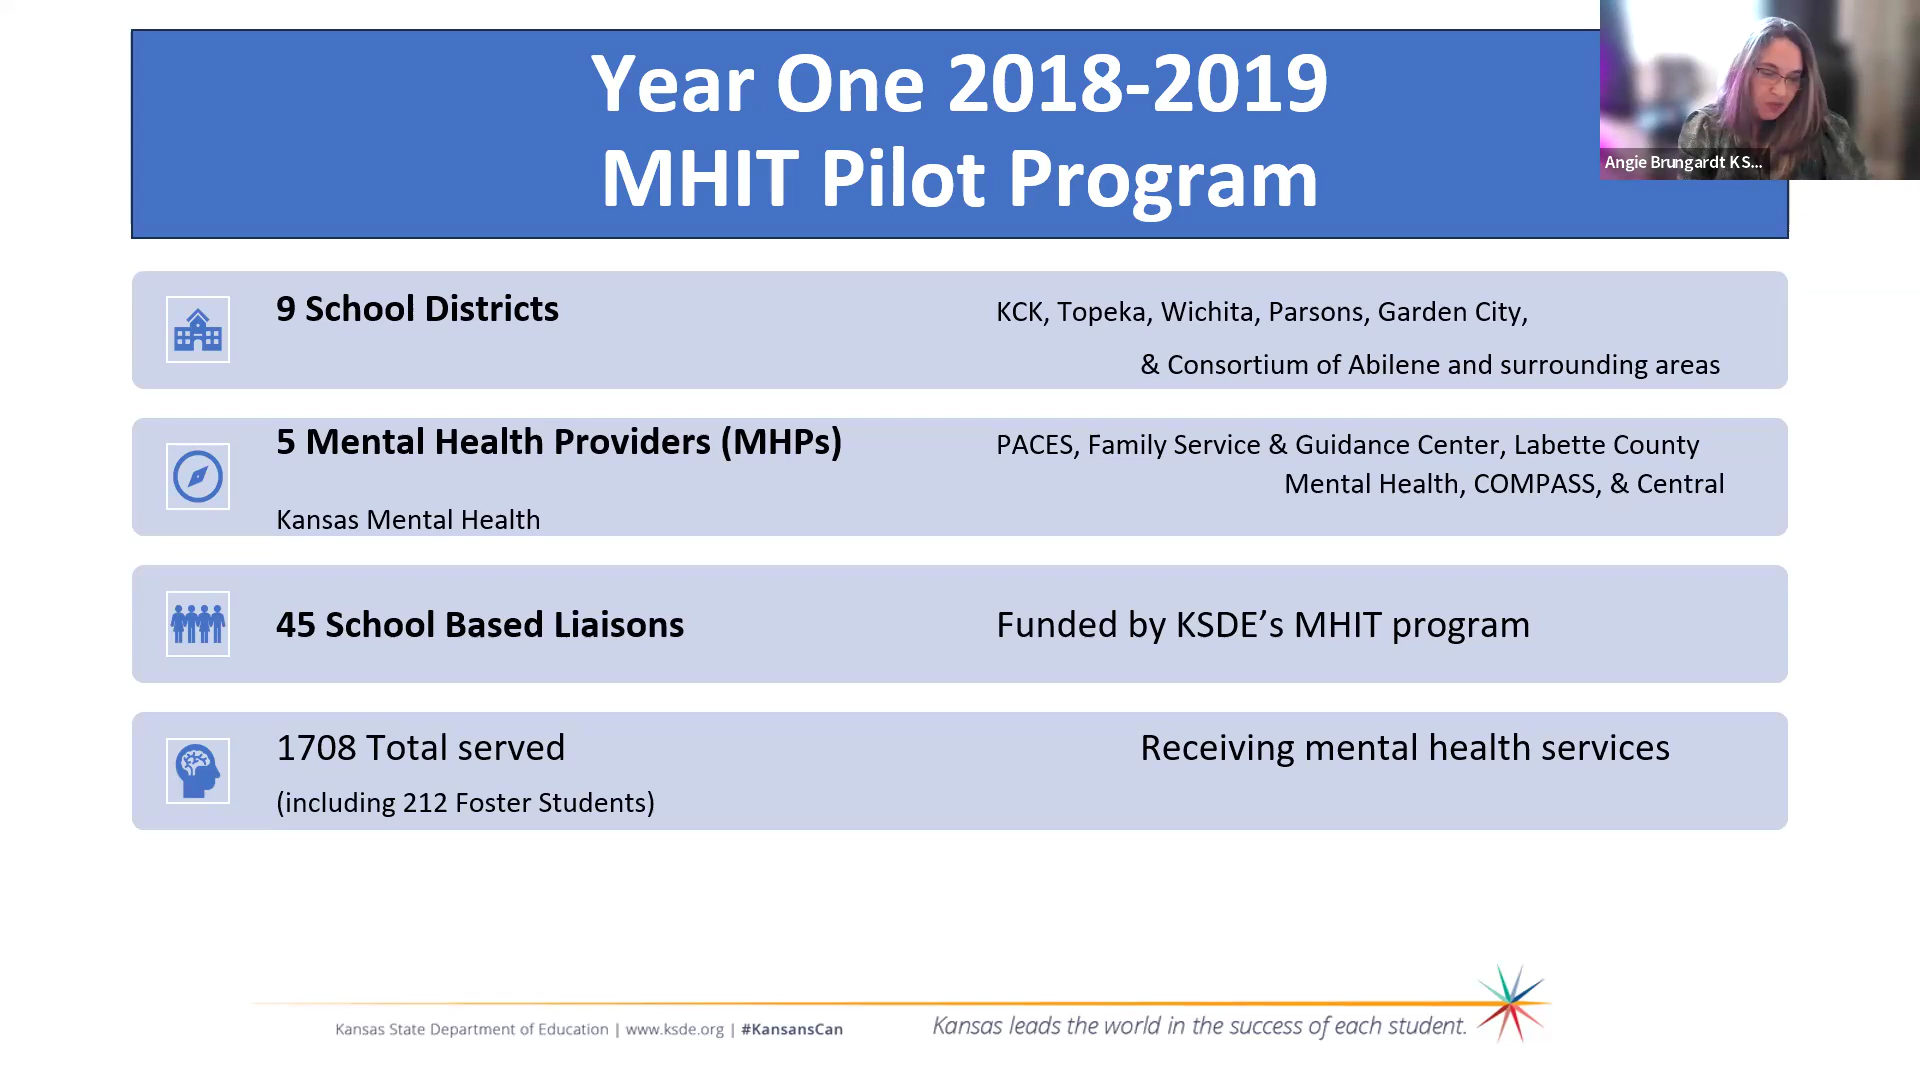 Year One 2018-2019
MHIT Pilot Program
Angie Brungardt K S...
9 School Districts
KCK, Topeka, Wichita, Parsons, Garden City,
& Consortium of Abilene and surrounding areas
5 Mental Health Providers (MHPs)
PACES, Family Service & Guidance Center, Labette County
Mental Health, COMPASS, & Central
Kansas Mental Health
45 School Based Liaisons
Funded by KSDE’s MHIT program
1708 Total served
Receiving mental health services
(including 212 Foster Students)
Kansas State Department of Education | www.ksde.org | #KansansCan
Kansas leads the world in the success of each student.